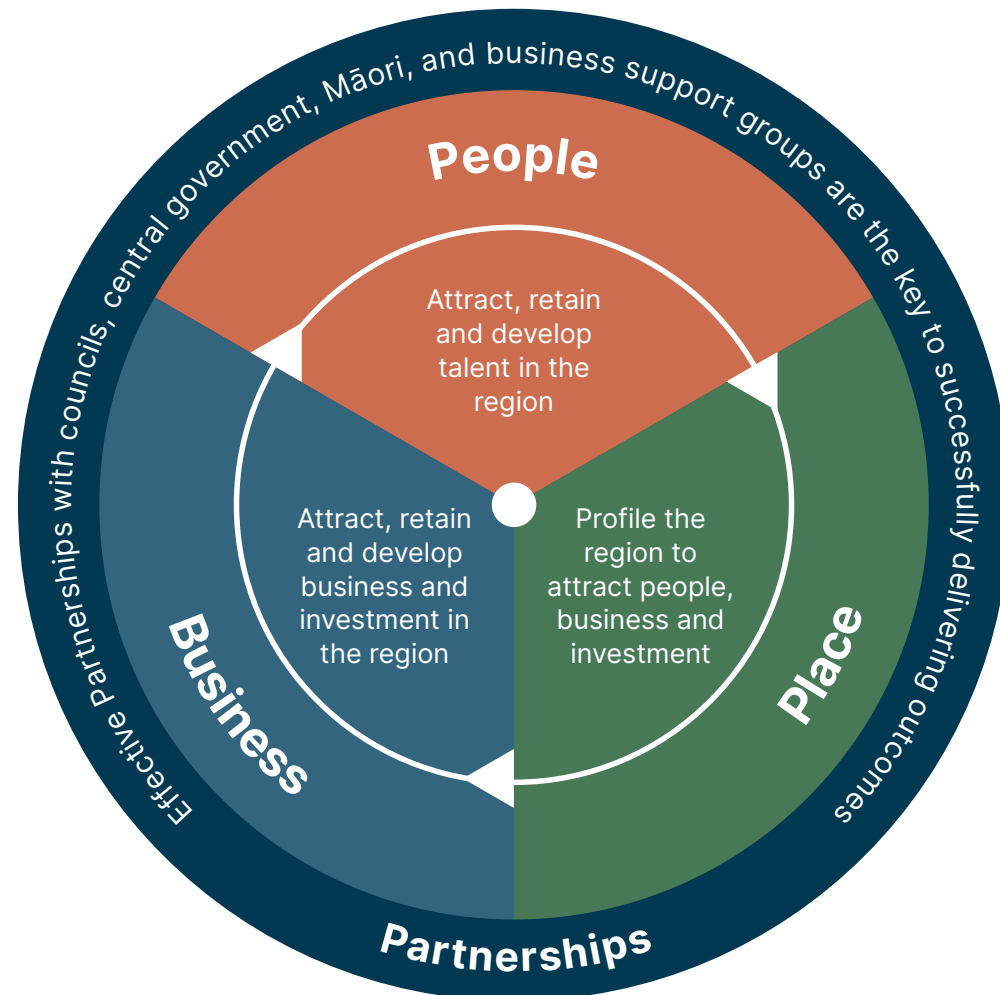 Effective Partnerships with councils, central government, Māori, and business support groups are the key to successfully delivering outcomes
People
Attract, retain
and develop
talent in the
region
Attract, retain
and develop
business and
investment in
the region
Business
Profile the
region to
attract people,
business and
investment
Place
Partnerships